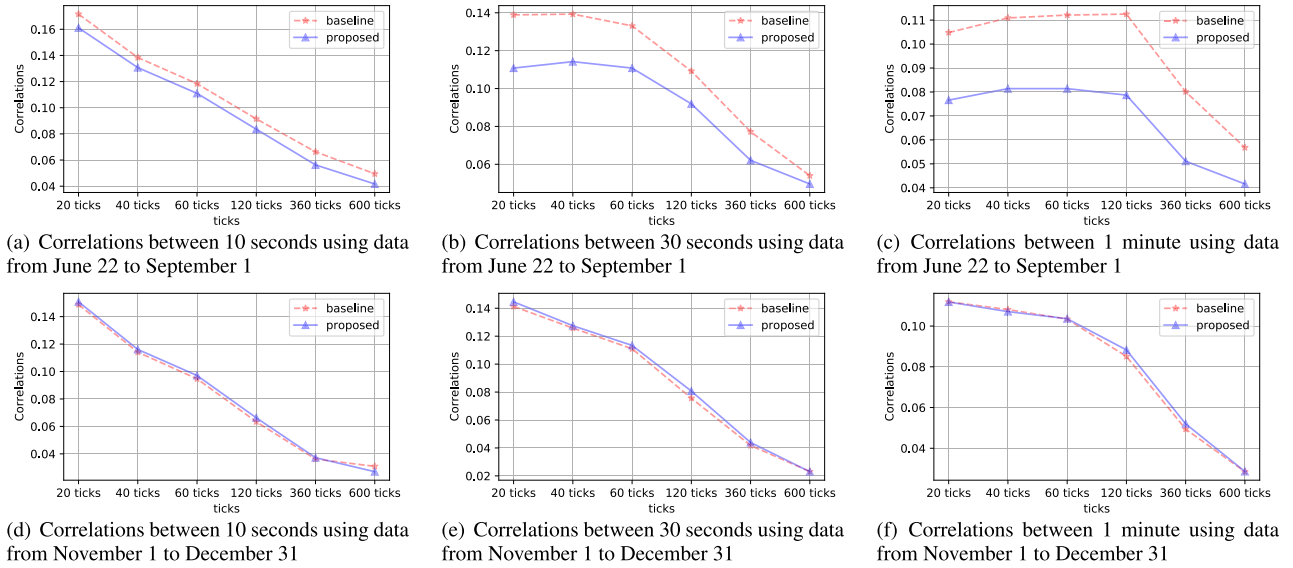 0.16
0.14
0.12
0.10
0.08
0.06
0.04
Correlations
baseline
proposed
20 ticks 40 ticks 60 ticks 120 ticks 360 ticks 600 ticks
ticks
(a) Correlations between 10 seconds using data
from June 22 to September 1
0.14
0.12
0.10
0.08
0.06
Correlations
baseline
proposed
20 ticks 40 ticks 60 ticks 120 ticks 360 ticks 600 ticks
ticks
(b) Correlations between 30 seconds using data
from June 22 to September 1
0.11
0.10
0.09
0.08
0.07
0.06
0.05
0.04
Correlations
baseline
proposed
20 ticks 40 ticks 60 ticks 120 ticks 360 ticks 600 ticks
ticks
(c) Correlations between 1 minute using data
from June 22 to September 1
0.14
0.12
0.10
0.08
0.06
0.04
Correlations
baseline
proposed
20 ticks 40 ticks 60 ticks 120 ticks 360 ticks 600 ticks
ticks
(d) Correlations between 10 seconds using data
from November 1 to December 31
0.14
0.12
0.10
0.08
0.06
0.04
0.02
Correlations
baseline
proposed
20 ticks 40 ticks 60 ticks 120 ticks 360 ticks 600 ticks
ticks
(e) Correlations between 30 seconds using data
from November 1 to December 31
0.10
0.08
0.06
0.04
Correlations
baseline
proposed
20 ticks 40 ticks 60 ticks 120 ticks 360 ticks 600 ticks
ticks
(f) Correlations between 1 minute using data
from November 1 to December 31